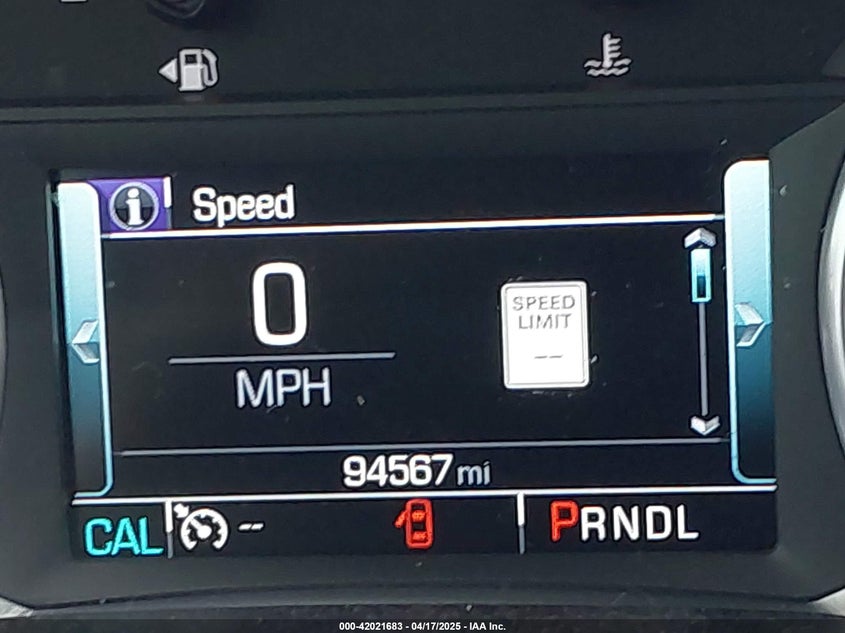 Speed
0
MPH
SPEED
LIMIT
--
94567 mi
CAL
--
PRNDL
000-42021683 - 04/17/2025 - IAA Inc.